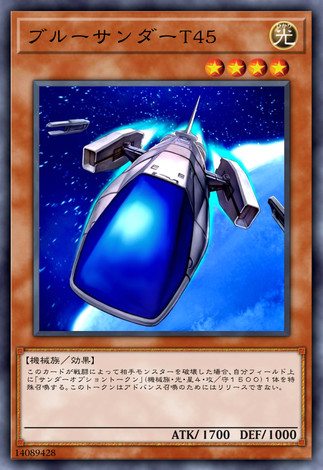 ブルーサンダーT45
光
【機械族／効果】
このカードが戦闘によって相手モンスターを破壊した場合、自分フィールド上
に「サンダーオプショントークン」(機械族・光・星４・攻／守１５００)１体を特
殊召喚する。このトークンはアドバンス召喚のためにはリリースできない。
ATK/ 1700 DEF/1000
14089428